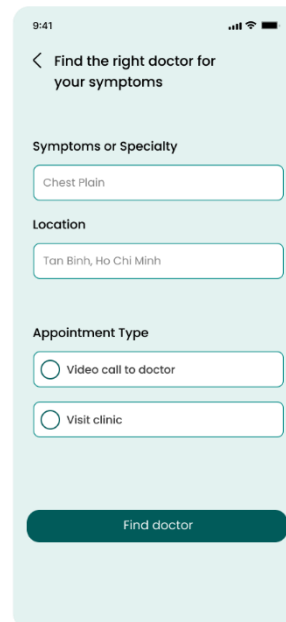 9:41
Find the right doctor for
your symptoms
Symptoms or Specialty
Chest Plain
Location
Tan Binh, Ho Chi Minh
Appointment Type
Video call to doctor
Visit clinic
Find doctor